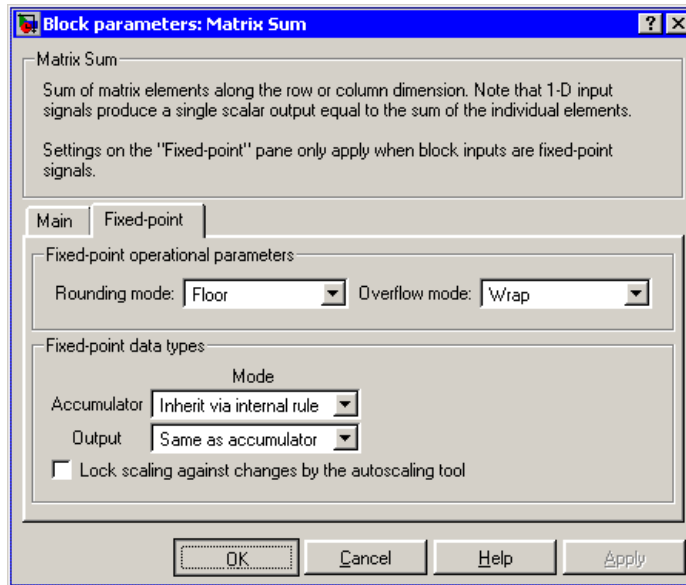 Block parameters: Matrix Sum
Matrix Sum
Sum of matrix elements along the row or column dimension. Note that 1-D input
signals produce a single scalar output equal to the sum of the individual elements.
Settings on the "Fixed-point" pane only apply when block inputs are fixed-point
signals.
Main Fixed-point
Fixed-point operational parameters
Rounding mode: Floor Overflow mode: Wrap
Fixed-point data types
Mode
Accumulator Inherit via internal rule
Output Same as accumulator
Lock scaling against changes by the autoscaling tool
OK Cancel Help Apply